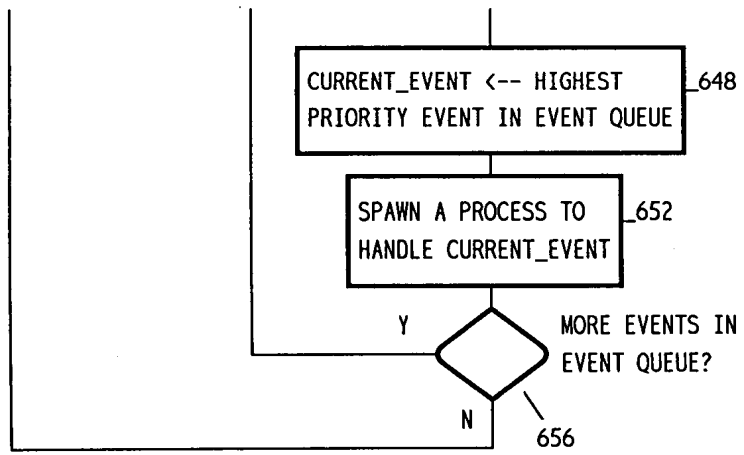 CURRENT_EVENT <-- HIGHEST
PRIORITY EVENT IN EVENT QUEUE
648
SPAWN A PROCESS TO
HANDLE CURRENT_EVENT
652
Y
MORE EVENTS IN
EVENT QUEUE?
N
656